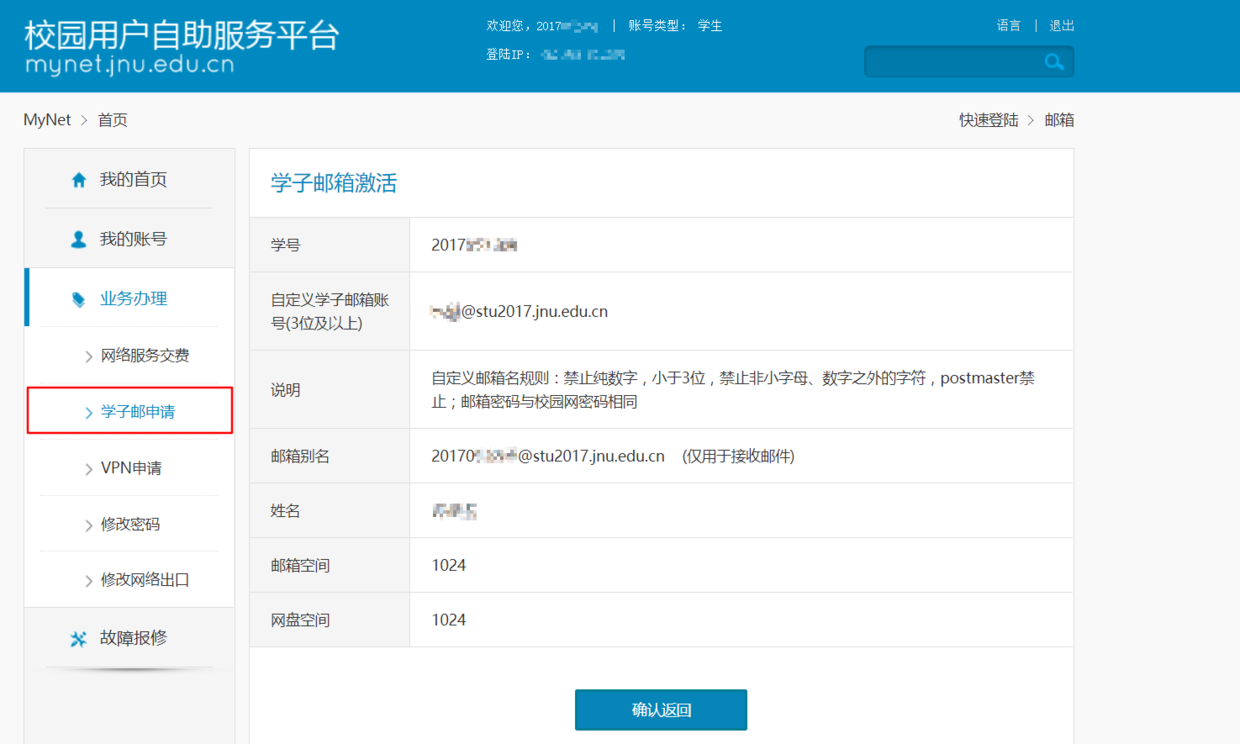 校园用户自助服务平台
mynet.jnu.edu.cn
欢迎您，2017 | 账号类型： 学生
登陆IP：
语言 | 退出
MyNet > 首页
快速登陆 > 邮箱
我的首页
我的账号
业务办理
网络服务交费
学子邮申请
VPN申请
修改密码
修改网络出口
故障报修
学子邮箱激活
学号
2017
自定义学子邮箱账
号(3位及以上)
@stu2017.jnu.edu.cn
说明
自定义邮箱名规则：禁止纯数字，小于3位，禁止非小字母、数字之外的字符，postmaster禁
止；邮箱密码与校园网密码相同
邮箱别名
20170 @stu2017.jnu.edu.cn (仅用于接收邮件)
姓名
邮箱空间
1024
网盘空间
1024
确认返回